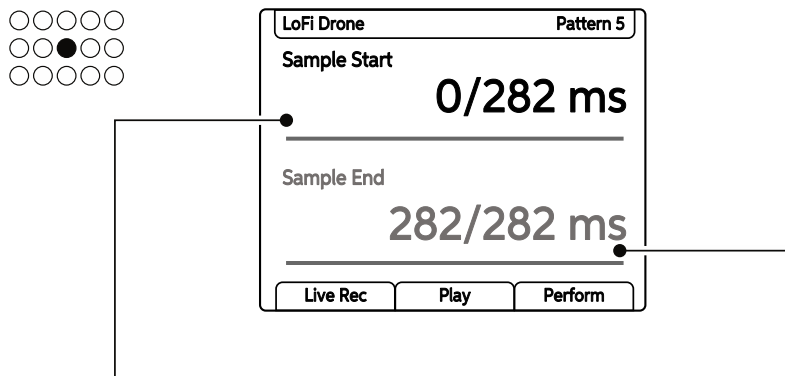 LoFi Drone Pattern 5
Sample Start
0/282 ms
Sample End
282/282 ms
Live Rec Play Perform